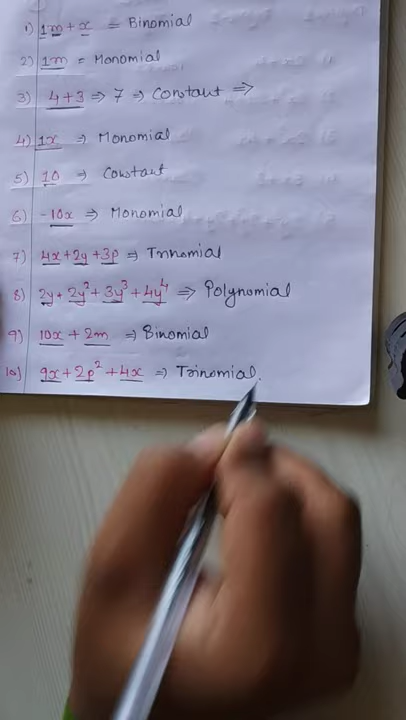 1) 1m + x = Binomial
2) 1m = Monomial
3) 4+3 ⇒ 7 ⇒ Constant ⇒
4) 1x ⇒ Monomial
5) 10 ⇒ Constant
6) -10x ⇒ Monomial
7) 4x+2y+3p ⇒ Trinomial
8) 2y+2y²+3y³+4y⁴ ⇒ Polynomial
9) 10x + 2m ⇒ Binomial
10) 9x+2p²+4x ⇒ Trinomial.